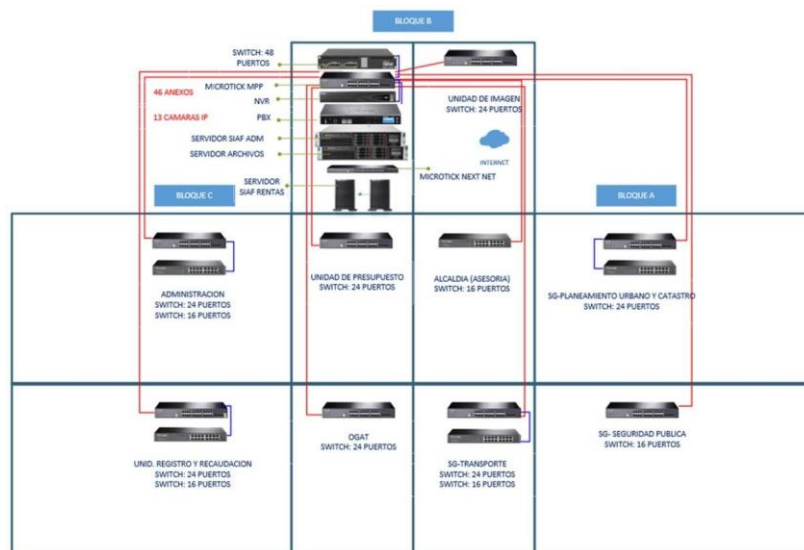 BLOQUE B
SWITCH: 48
PUERTOS
MICROTICK MPP
46 ANEXOS
NVR
13 CAMARAS IP
PBX
SERVIDOR SIAF ADM
SERVIDOR ARCHIVOS
SERVIDOR
SIAF RENTAS
UNIDAD DE IMAGEN
SWITCH: 24 PUERTOS
INTERNET
MICROTICK NEXT NET
BLOQUE C
BLOQUE A
ADMINISTRACION
SWITCH: 24 PUERTOS
SWITCH: 16 PUERTOS
UNIDAD DE PRESUPUESTO
SWITCH: 24 PUERTOS
ALCALDIA (ASESORIA)
SWITCH: 16 PUERTOS
SG-PLANEAMIENTO URBANO Y CATASTRO
SWITCH: 24 PUERTOS
UNID. REGISTRO Y RECAUDACION
SWITCH: 24 PUERTOS
SWITCH: 16 PUERTOS
OGAT
SWITCH: 24 PUERTOS
SG-TRANSPORTE
SWITCH: 24 PUERTOS
SWITCH: 16 PUERTOS
SG- SEGURIDAD PUBLICA
SWITCH: 16 PUERTOS